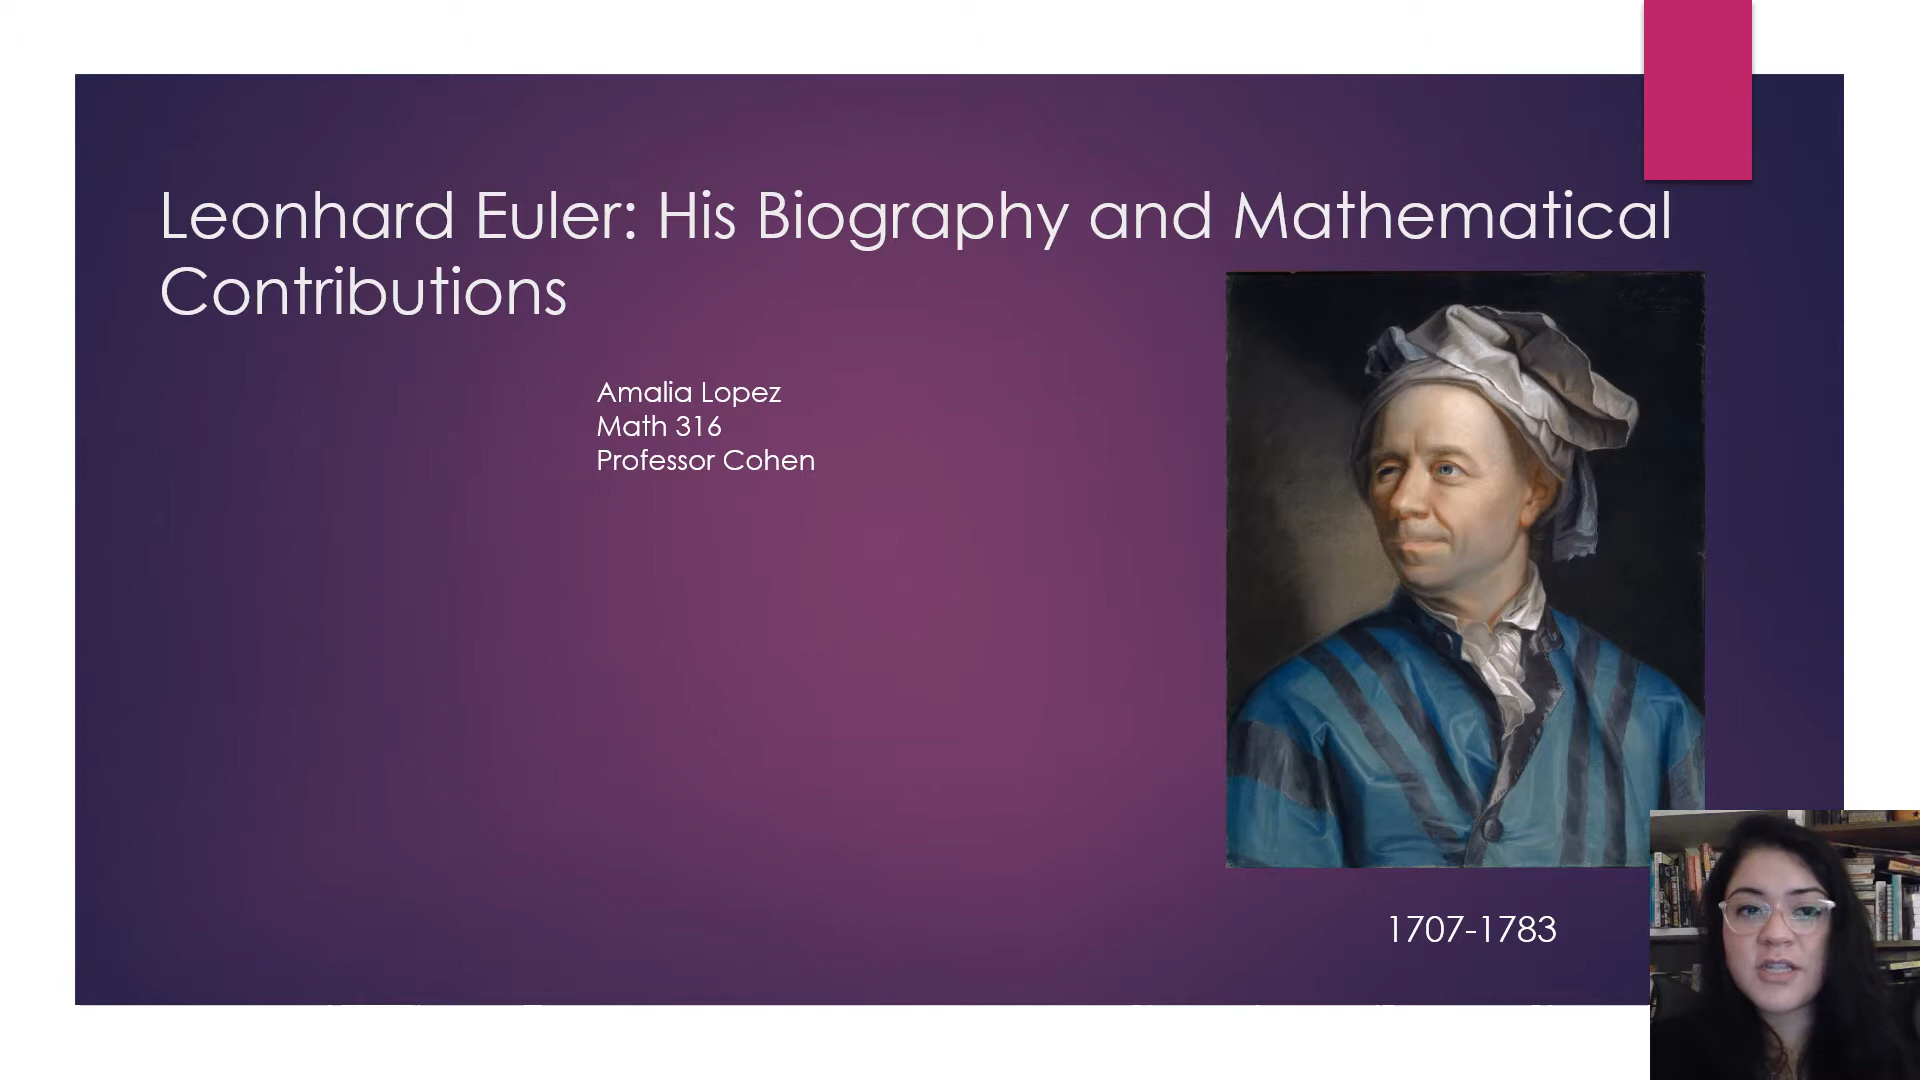 Leonhard Euler: His Biography and Mathematical
Contributions
Amalia Lopez
Math 316
Professor Cohen
1707-1783